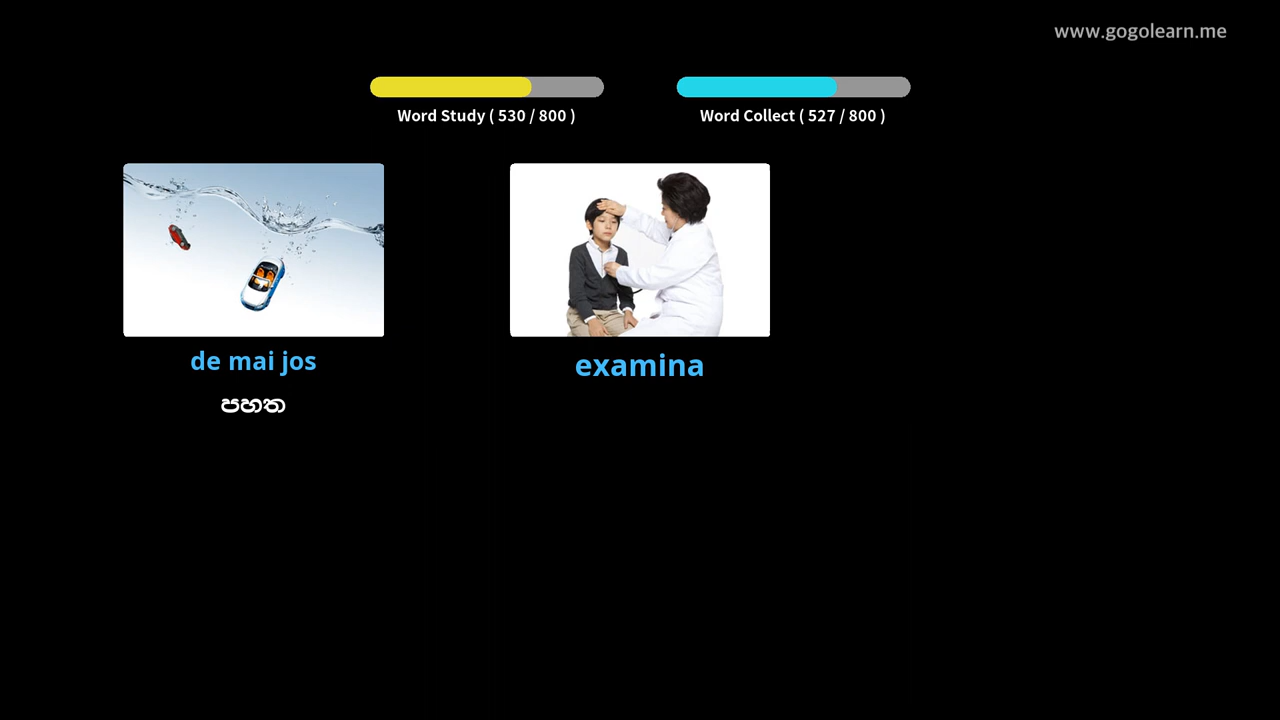 www.gogolearn.me
Word Study ( 530 / 800 )
Word Collect ( 527 / 800 )
de mai jos
පහත
examina